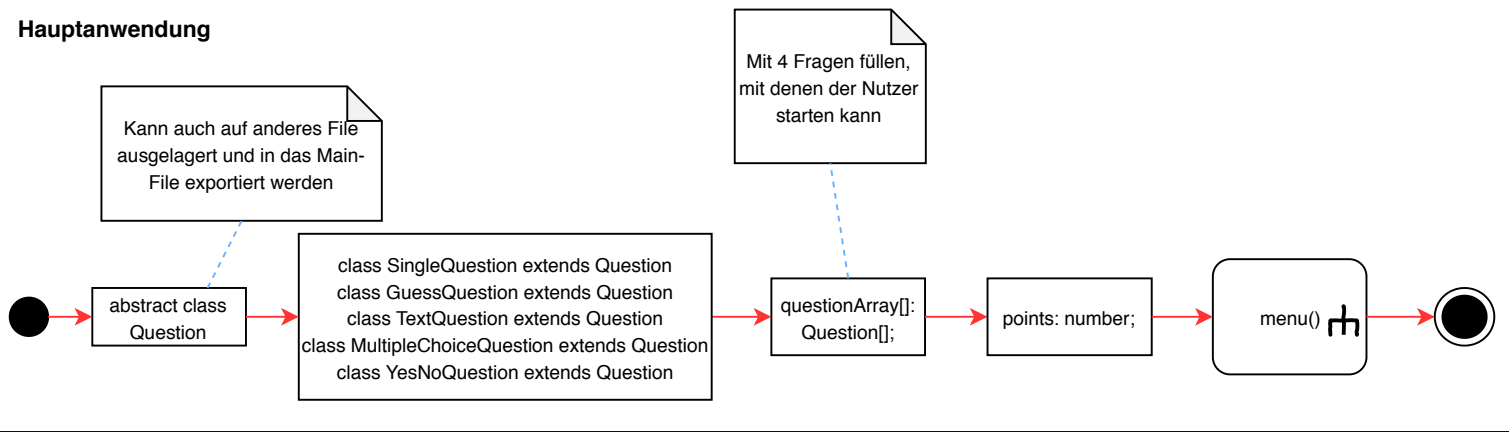 Hauptanwendung
Kann auch auf anderes File
ausgelagert und in das Main-
File exportiert werden
Mit 4 Fragen füllen,
mit denen der Nutzer
starten kann
abstract class
Question
class SingleQuestion extends Question
class GuessQuestion extends Question
class TextQuestion extends Question
class MultipleChoiceQuestion extends Question
class YesNoQuestion extends Question
questionArray[]:
Question[];
points: number;
menu()